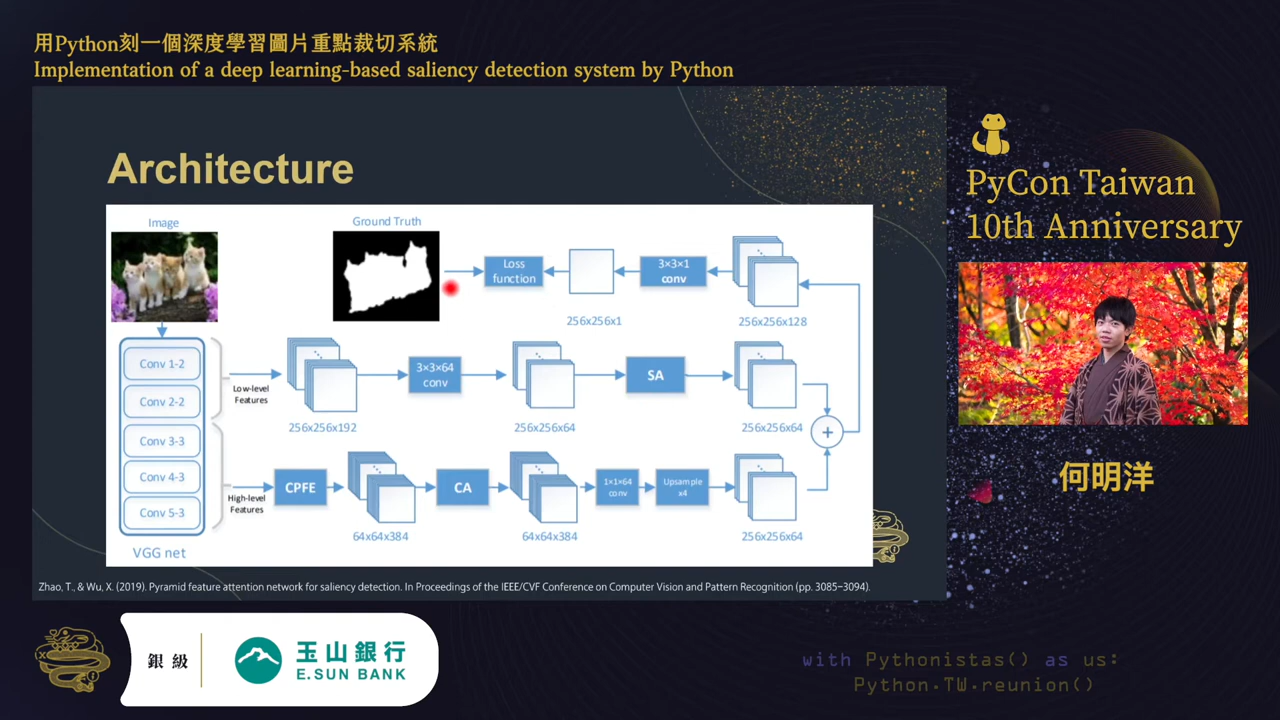 用Python刻一個深度學習圖片重點裁切系統
Implementation of a deep learning-based saliency detection system by Python
Architecture
Image
Ground Truth
Loss
function
3×3×1
conv
256x256x1
256x256x128
Conv 1-2
Conv 2-2
Conv 3-3
Conv 4-3
Conv 5-3
VGG net
Low-level
Features
256x256x192
3×3×64
conv
256x256x64
SA
256x256x64
+
High-level
Features
CPFE
64x64x384
CA
64x64x384
1×1×64
conv
Upsample
x4
256x256x64
Zhao, T., & Wu, X. (2019). Pyramid feature attention network for saliency detection. In Proceedings of the IEEE/CVF Conference on Computer Vision and Pattern Recognition (pp. 3085–3094).
PyCon Taiwan
10th Anniversary
何明洋
銀級
玉山銀行
E.SUN BANK
with Pythonistas() as us:
Python.TW.reunion()